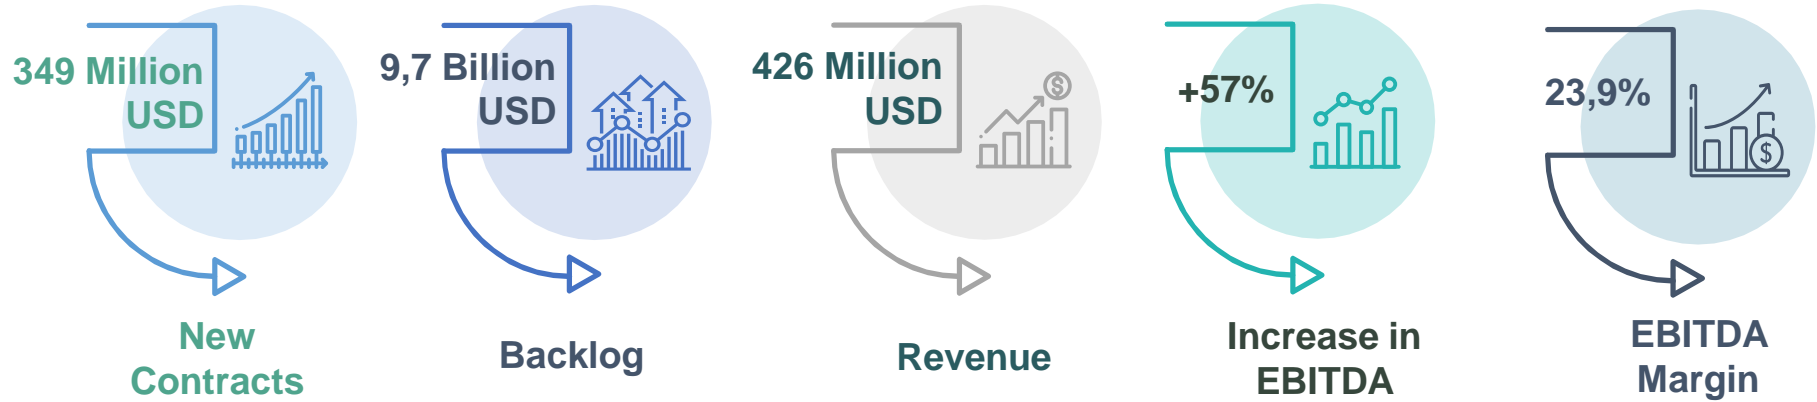 349 Million
USD
New
Contracts
9,7 Billion
USD
Backlog
426 Million
USD
$
Revenue
+57%
Increase in
EBITDA
23,9%
$
EBITDA
Margin